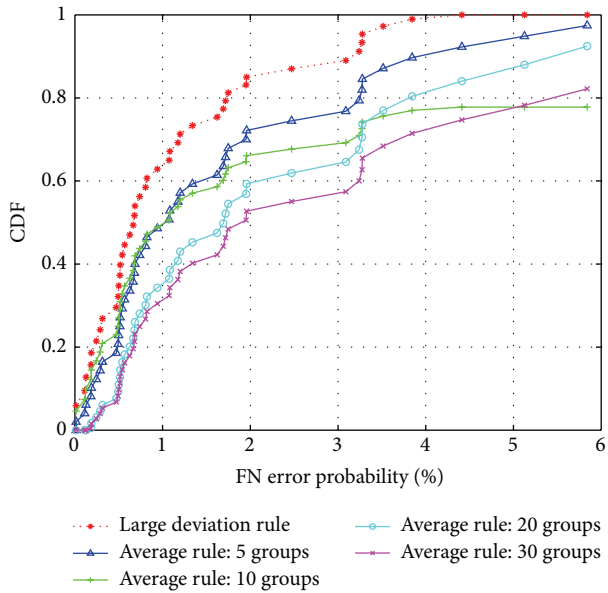 1
0.8
0.6
0.4
0.2
0
CDF
0 1 2 3 4 5 6
FN error probability (%)
Large deviation rule
Average rule: 5 groups
Average rule: 10 groups
Average rule: 20 groups
Average rule: 30 groups